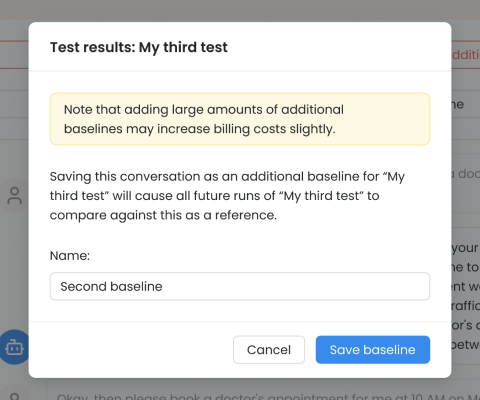 Test results: My third test
Note that adding large amounts of additional
baselines may increase billing costs slightly.
Saving this conversation as an additional baseline for “My
third test” will cause all future runs of “My third test” to
compare against this as a reference.
Name:
Second baseline
Cancel
Save baseline
your
Okay, then please book a doctor's appointment for me at 10 AM on